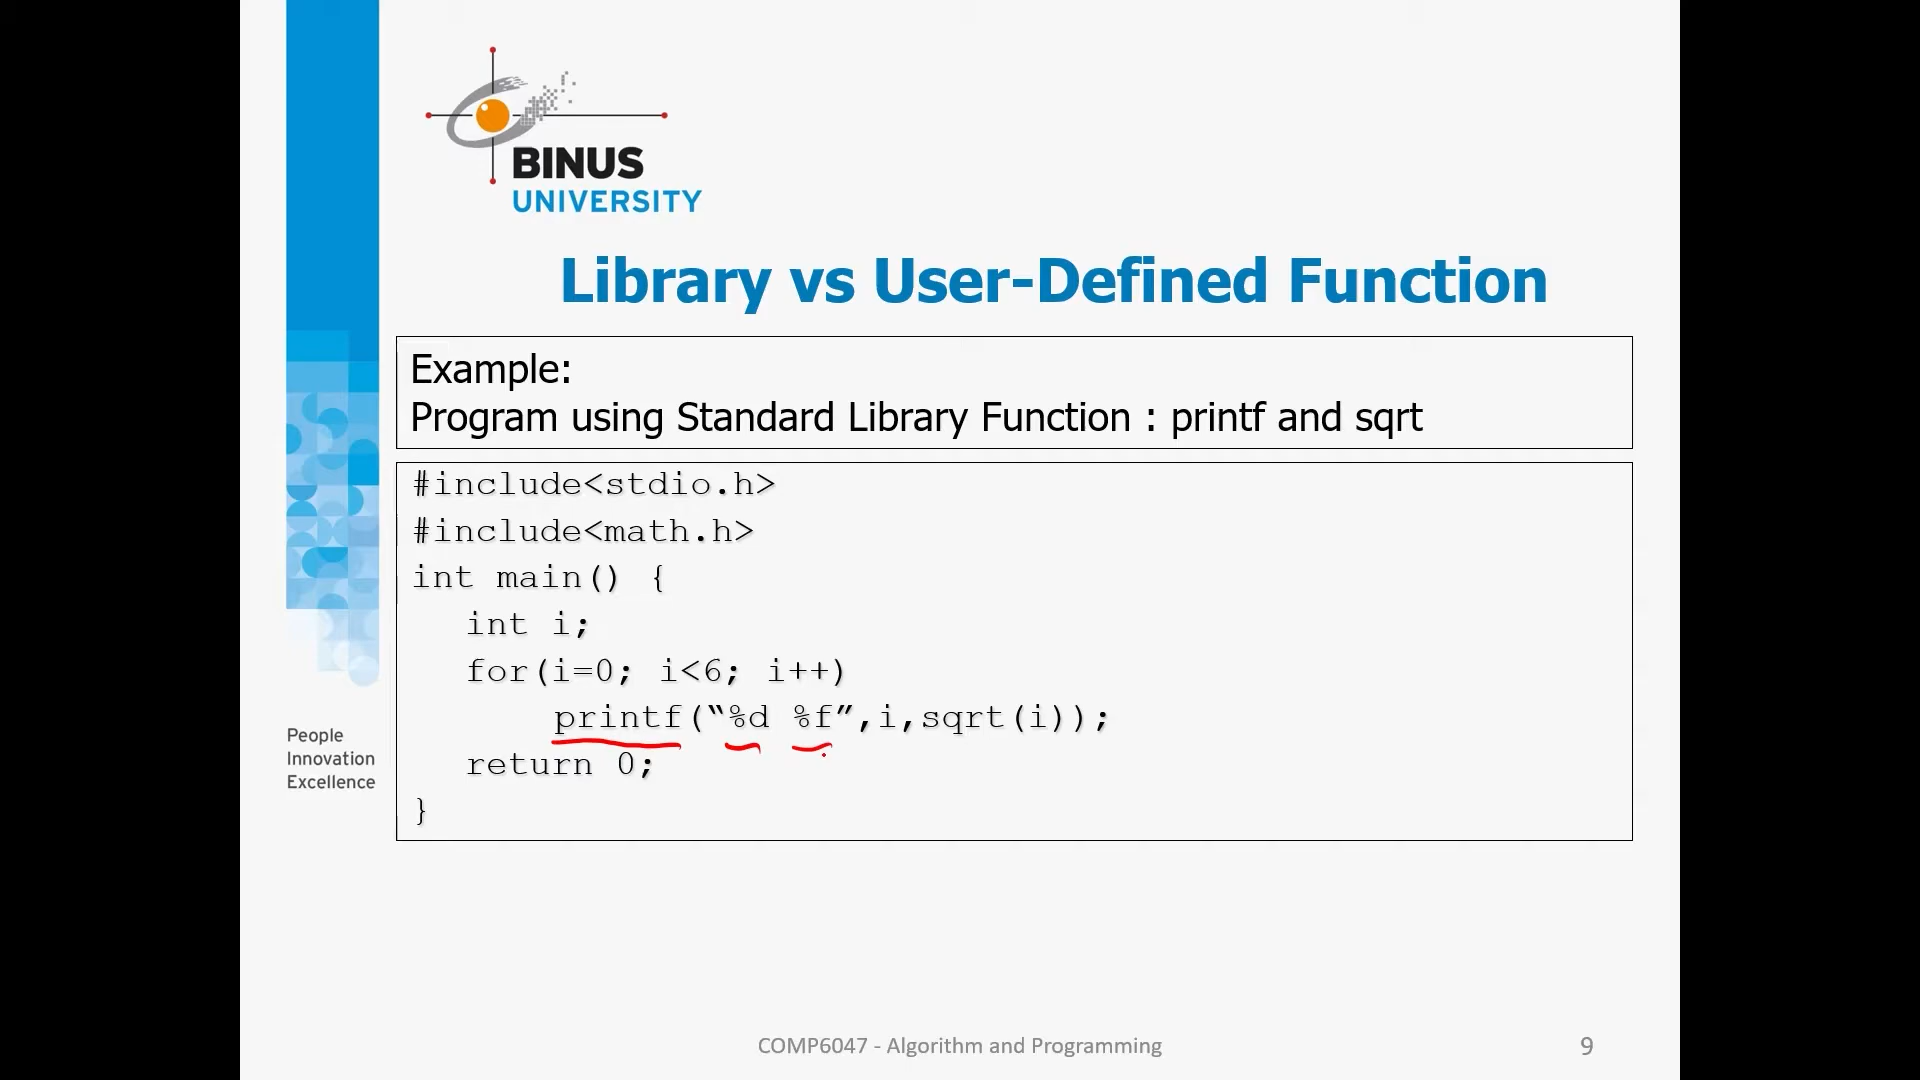 BINUS
UNIVERSITY
Library vs User-Defined Function
Example:
Program using Standard Library Function : printf and sqrt
#include<stdio.h>
#include<math.h>
int main() {
int i;
for(i=0; i<6; i++)
printf(“%d %f”,i,sqrt(i));
return 0;
}
People
Innovation
Excellence
COMP6047 - Algorithm and Programming
9